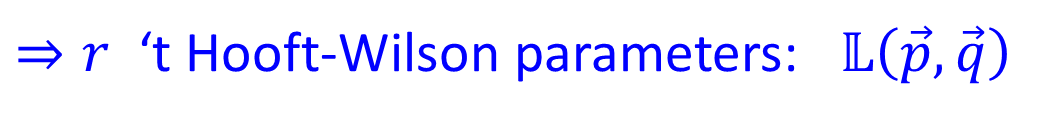 ⇒ 𝑟 ‘t Hooft-Wilson parameters: 𝕃(𝑝⃗, 𝑞⃗)